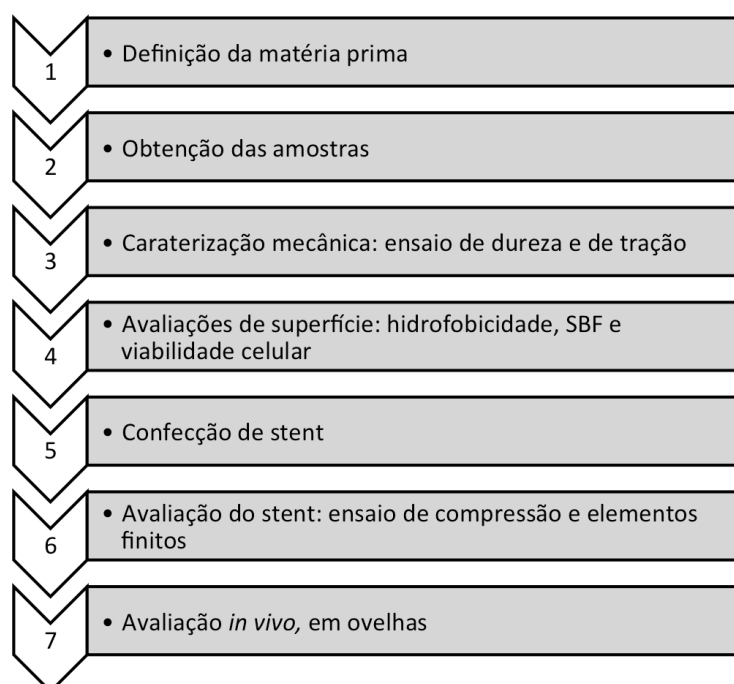 1
• Definição da matéria prima
2
• Obtenção das amostras
3
• Caraterização mecânica: ensaio de dureza e de tração
4
• Avaliações de superfície: hidrofobicidade, SBF e
viabilidade celular
5
• Confecção de stent
6
• Avaliação do stent: ensaio de compressão e elementos
finitos
7
• Avaliação in vivo, em ovelhas